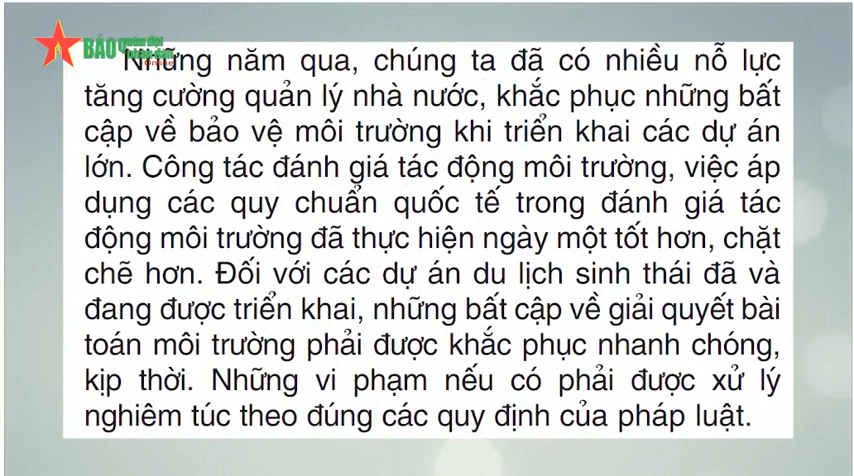 BÁO Quân đội nhân dân
Online
Những năm qua, chúng ta đã có nhiều nỗ lực
tăng cường quản lý nhà nước, khắc phục những bất
cập về bảo vệ môi trường khi triển khai các dự án
lớn. Công tác đánh giá tác động môi trường, việc áp
dụng các quy chuẩn quốc tế trong đánh giá tác
động môi trường đã thực hiện ngày một tốt hơn, chặt
chẽ hơn. Đối với các dự án du lịch sinh thái đã và
đang được triển khai, những bất cập về giải quyết bài
toán môi trường phải được khắc phục nhanh chóng,
kịp thời. Những vi phạm nếu có phải được xử lý
nghiêm túc theo đúng các quy định của pháp luật.